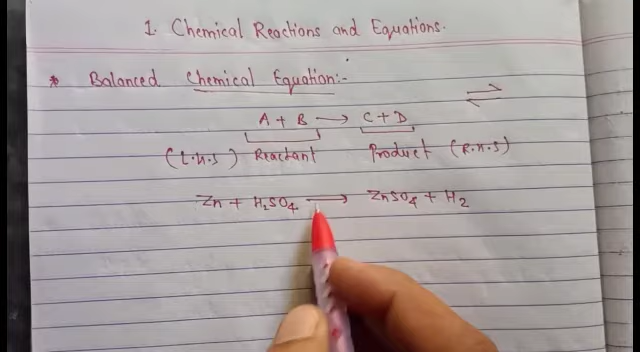 1. Chemical Reactions and Equations.
* Balanced Chemical Equation:-
A + B → C + D ⇌
(L.H.S) Reactant Product (R.H.S)
Zn + H₂SO₄ → ZnSO₄ + H₂